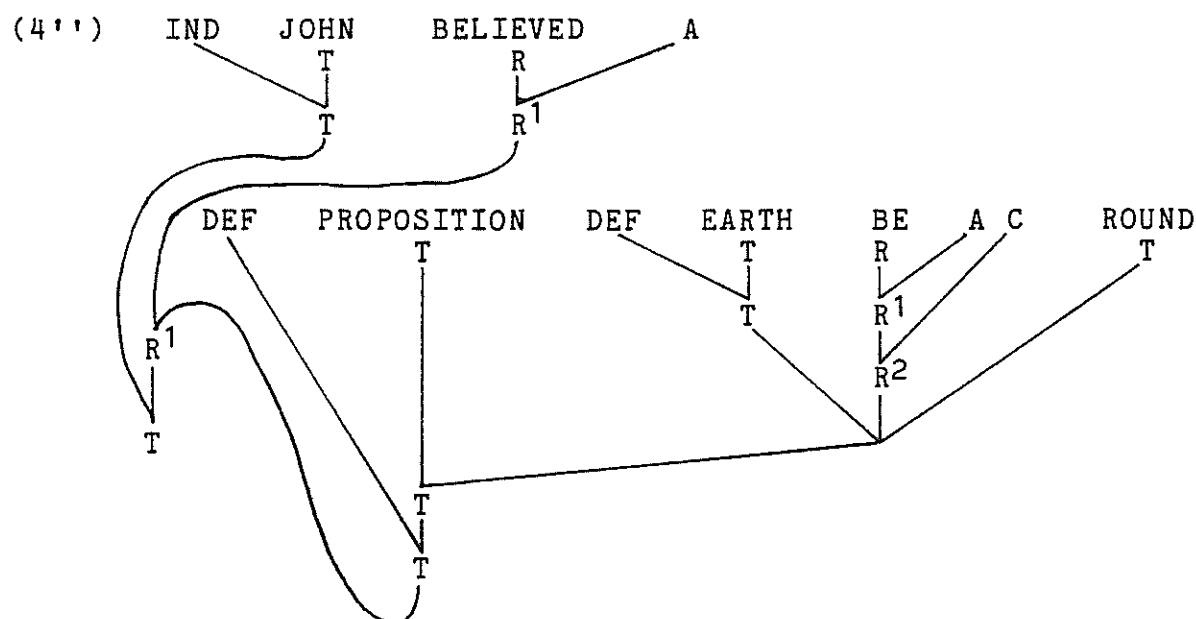 (4'') IND JOHN BELIEVED A
T R
T R1
DEF PROPOSITION DEF EARTH BE A C ROUND
T T R T
T R1
R1
R2
T
T
T